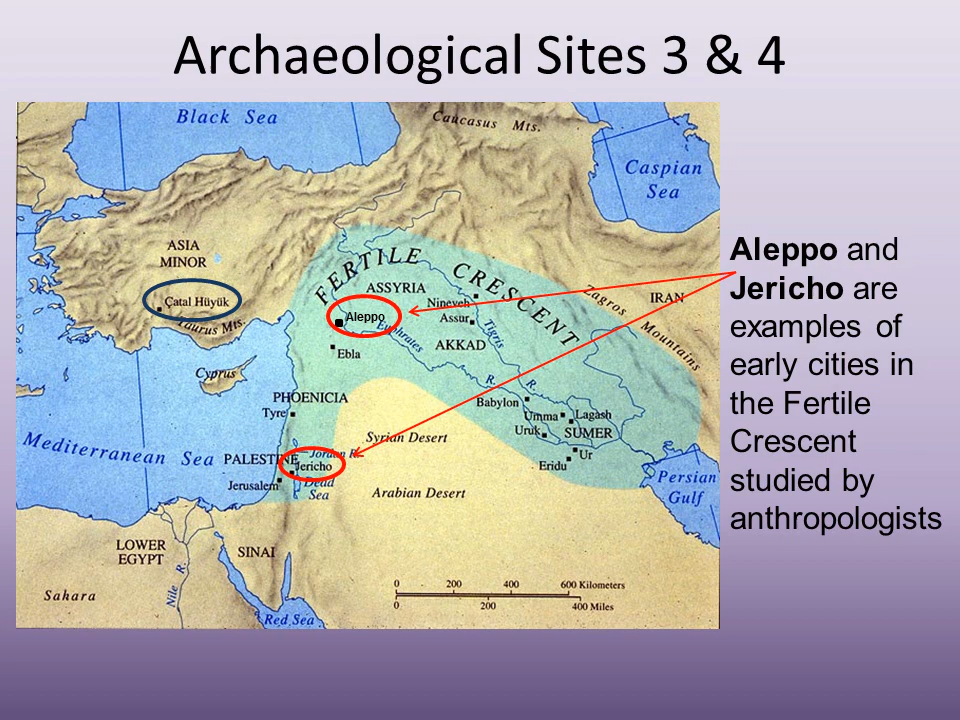 Archaeological Sites 3 & 4
Black Sea
Caucasus Mts.
Caspian
Sea
ASIA
MINOR
FERTILE CRESCENT
Çatal Hüyük
Taurus Mts.
ASSYRIA
Nineveh
Zagros Mountains
IRAN
Aleppo
Assur
Euphrates R.
Tigris R.
Ebla
AKKAD
Cyprus
PHOENICIA
Tyre
Babylon
Umma
Lagash
Uruk
SUMER
Mediterranean Sea
Syrian Desert
PALESTINE
Jordan R.
Jericho
Ur
Eridu
Jerusalem
Dead
Sea
Arabian Desert
Persian
Gulf
LOWER
EGYPT
SINAI
Nile R.
Sahara
Red Sea
0 200 400 600 Kilometers
0 200 400 Miles
Aleppo and
Jericho are
examples of
early cities in
the Fertile
Crescent
studied by
anthropologists